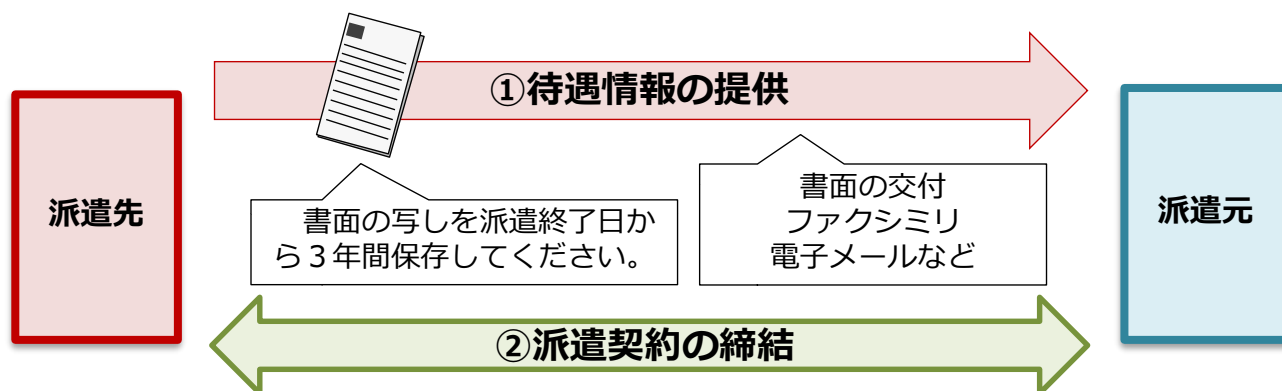 ①待遇情報の提供
派遣先
書面の写しを派遣終了日か
ら３年間保存してください。
書面の交付
ファクシミリ
電子メールなど
派遣元
②派遣契約の締結